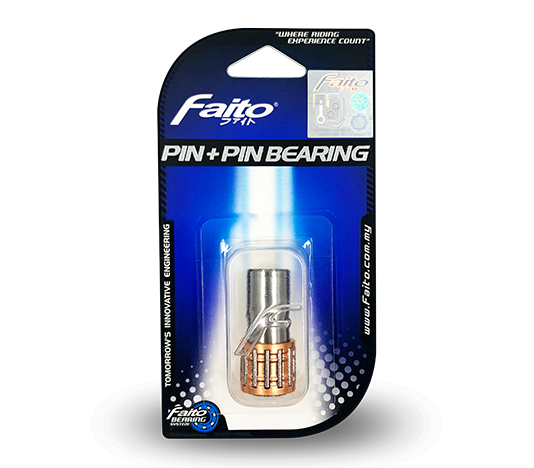 "WHERE RIDING
EXPERIENCE COUNT"
Faito®
ファイト
Faito
PIN + PIN BEARING
TOMORROW'S INNOVATIVE ENGINEERING
www.Faito.com.my
Faito
BEARING
SYSTEM